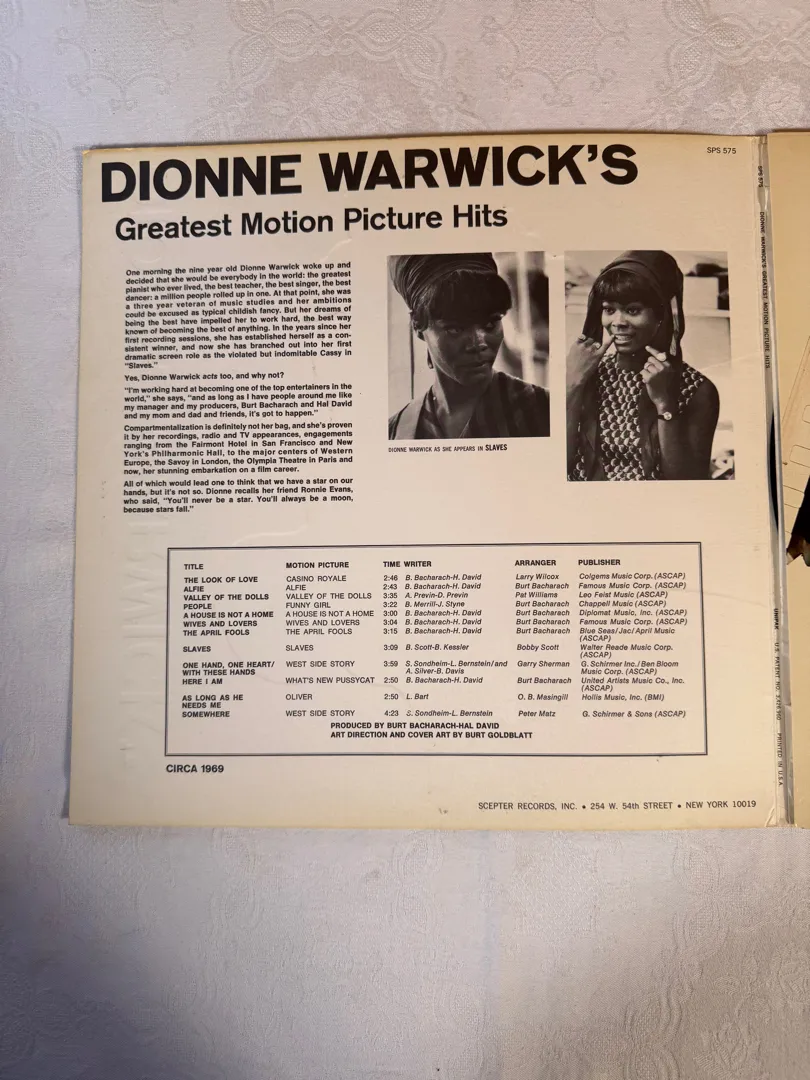 DIONNE WARWICK'S
SPS 575
Greatest Motion Picture Hits
One morning the nine year old Dionne Warwick woke up and
decided that she would be everybody in the world: the greatest
pianist who ever lived, the best teacher, the best singer, the best
dancer: a million people rolled up in one. At that point, she was
a three year veteran of music studies and her ambitions
could be excused as typical childish fancy. But her dreams of
being the best have impelled her to work hard, the best way
known of becoming the best of anything. In the years since her
first recording sessions, she has established herself as a con-
sistent winner, and now she has branched out into her first
dramatic screen role as the violated but indomitable Cassy in
"Slaves."
Yes, Dionne Warwick acts too, and why not?
"I'm working hard at becoming one of the top entertainers in the
world," she says, "and as long as I have people around me like
my manager and my producers, Burt Bacharach and Hal David
and my mom and dad and friends, it's got to happen."
Compartmentalization is definitely not her bag, and she's proven
it by her recordings, radio and TV appearances, engagements
ranging from the Fairmont Hotel in San Francisco and New
York's Philharmonic Hall, to the major centers of Western
Europe, the Savoy in London, the Olympia Theatre in Paris and
now, her stunning embarkation on a film career.
All of which would lead one to think that we have a star on our
hands, but it's not so. Dionne recalls her friend Ronnie Evans,
who said, "You'll never be a star. You'll always be a moon,
because stars fall."
DIONNE WARWICK AS SHE APPEARS IN SLAVES
TITLE MOTION PICTURE TIME WRITER ARRANGER PUBLISHER
THE LOOK OF LOVE CASINO ROYALE 2:46 B. Bacharach-H. David Larry Wilcox Colgems Music Corp. (ASCAP)
ALFIE ALFIE 2:43 B. Bacharach-H. David Burt Bacharach Famous Music Corp. (ASCAP)
VALLEY OF THE DOLLS VALLEY OF THE DOLLS 3:35 A. Previn-D. Previn Pat Williams Leo Feist Music (ASCAP)
PEOPLE FUNNY GIRL 3:22 B. Merrill-J. Styne Burt Bacharach Chappell Music (ASCAP)
A HOUSE IS NOT A HOME A HOUSE IS NOT A HOME 3:00 B. Bacharach-H. David Burt Bacharach Diplomat Music, Inc. (ASCAP)
WIVES AND LOVERS WIVES AND LOVERS 3:04 B. Bacharach-H. David Burt Bacharach Famous Music Corp. (ASCAP)
THE APRIL FOOLS THE APRIL FOOLS 3:15 B. Bacharach-H. David Burt Bacharach Blue Seas/Jac/April Music
(ASCAP)
SLAVES SLAVES 3:09 B. Scott-B. Kessler Bobby Scott Walter Reade Music Corp.
(ASCAP)
ONE HAND, ONE HEART/ WEST SIDE STORY 3:59 S. Sondheim-L. Bernstein/and Garry Sherman G. Schirmer Inc./Ben Bloom
WITH THESE HANDS A. Silver-B. Davis Music Corp. (ASCAP)
HERE I AM WHAT'S NEW PUSSYCAT 2:50 B. Bacharach-H. David Burt Bacharach United Artists Music Co., Inc.
(ASCAP)
AS LONG AS HE OLIVER 2:50 L. Bart O. B. Masingill Hollis Music, Inc. (BMI)
NEEDS ME
SOMEWHERE WEST SIDE STORY 4:23 S. Sondheim-L. Bernstein Peter Matz G. Schirmer & Sons (ASCAP)
PRODUCED BY BURT BACHARACH-HAL DAVID
ART DIRECTION AND COVER ART BY BURT GOLDBLATT
CIRCA 1969
SCEPTER RECORDS, INC. • 254 W. 54th STREET • NEW YORK 10019
SPS 575 DIONNE WARWICK'S GREATEST MOTION PICTURE HITS
UNIPAK U.S. PATENT NO. PRINTED IN U.S.A